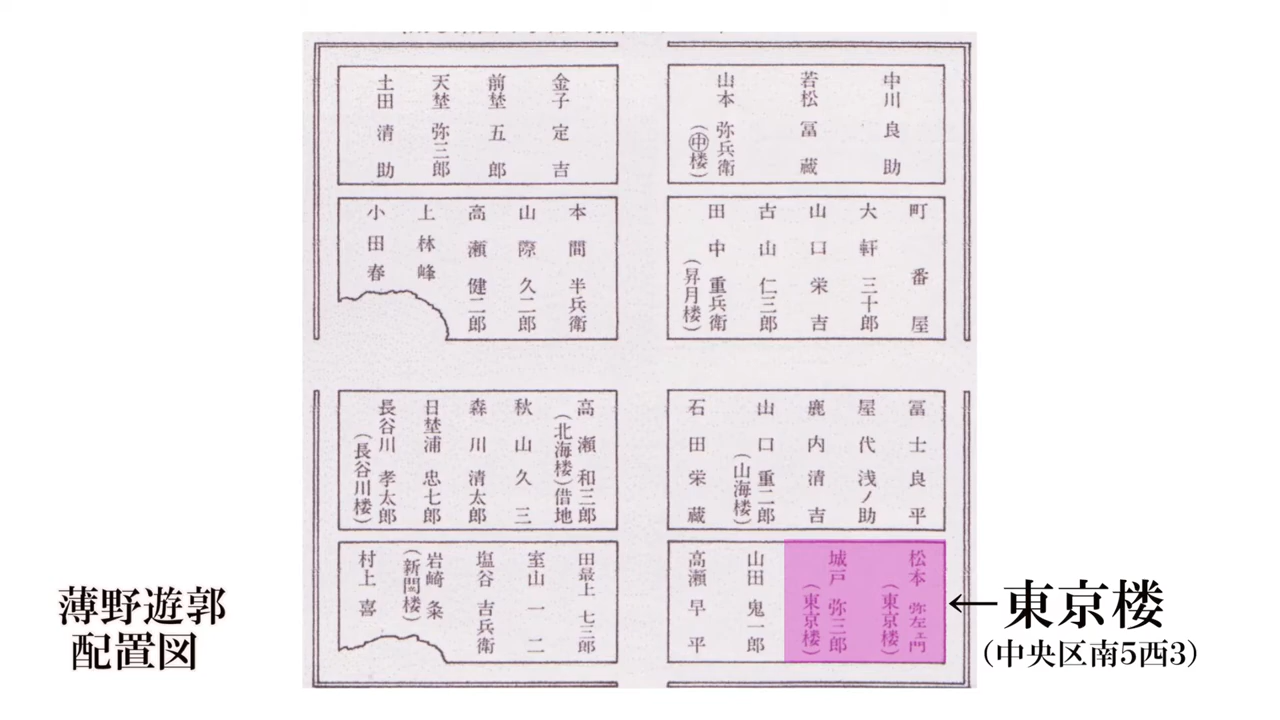 薄野遊郭
配置図
中川良助
若松冨蔵
山本弥兵衛
(㊥楼)
町番屋
大軒三十郎
山口栄吉
古山仁三郎
田中重兵衛
(昇月楼)
金子定吉
前埜五郎
天埜弥三郎
土田清助
本間半兵衛
山際久二郎
高瀬健二郎
上林峰
小田春
冨士良平
屋代浅ノ助
鹿内清吉
山口重二郎
(山海楼)
石田栄蔵
松本弥左ェ門
(東京楼)
城戸弥三郎
(東京楼)
山田鬼一郎
高瀬早平
高瀬和三郎
(北海楼)借地
秋山久三
森川清太郎
日埜浦忠七郎
長谷川孝太郎
(長谷川楼)
田最上七三郎
室山一二
塩谷吉兵衛
岩崎粂
村上喜
←東京楼
(中央区南5西3)